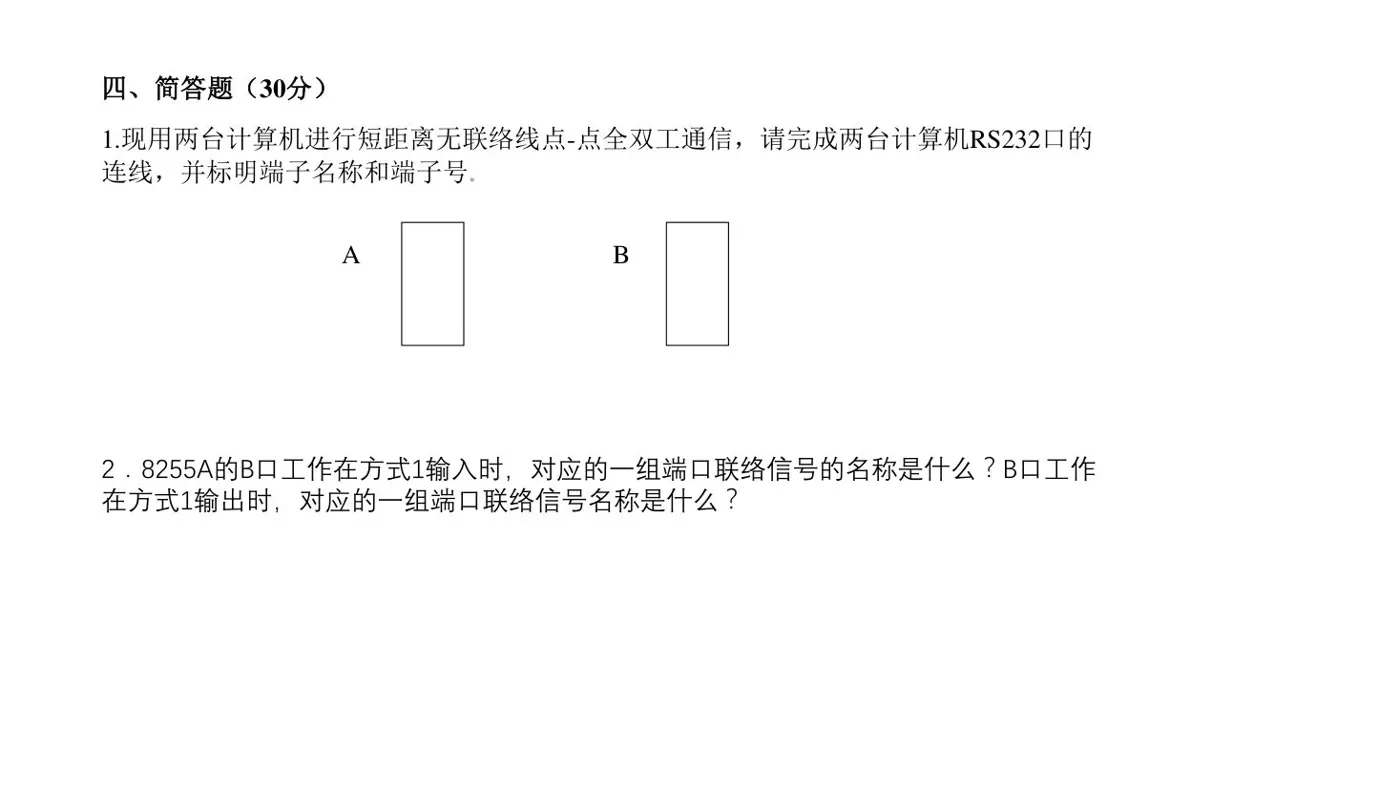 四、简答题（30分）
1.现用两台计算机进行短距离无联络线点-点全双工通信，请完成两台计算机RS232口的
连线，并标明端子名称和端子号。
A
B
2．8255A的B口工作在方式1输入时，对应的一组端口联络信号的名称是什么？B口工作
在方式1输出时，对应的一组端口联络信号名称是什么？